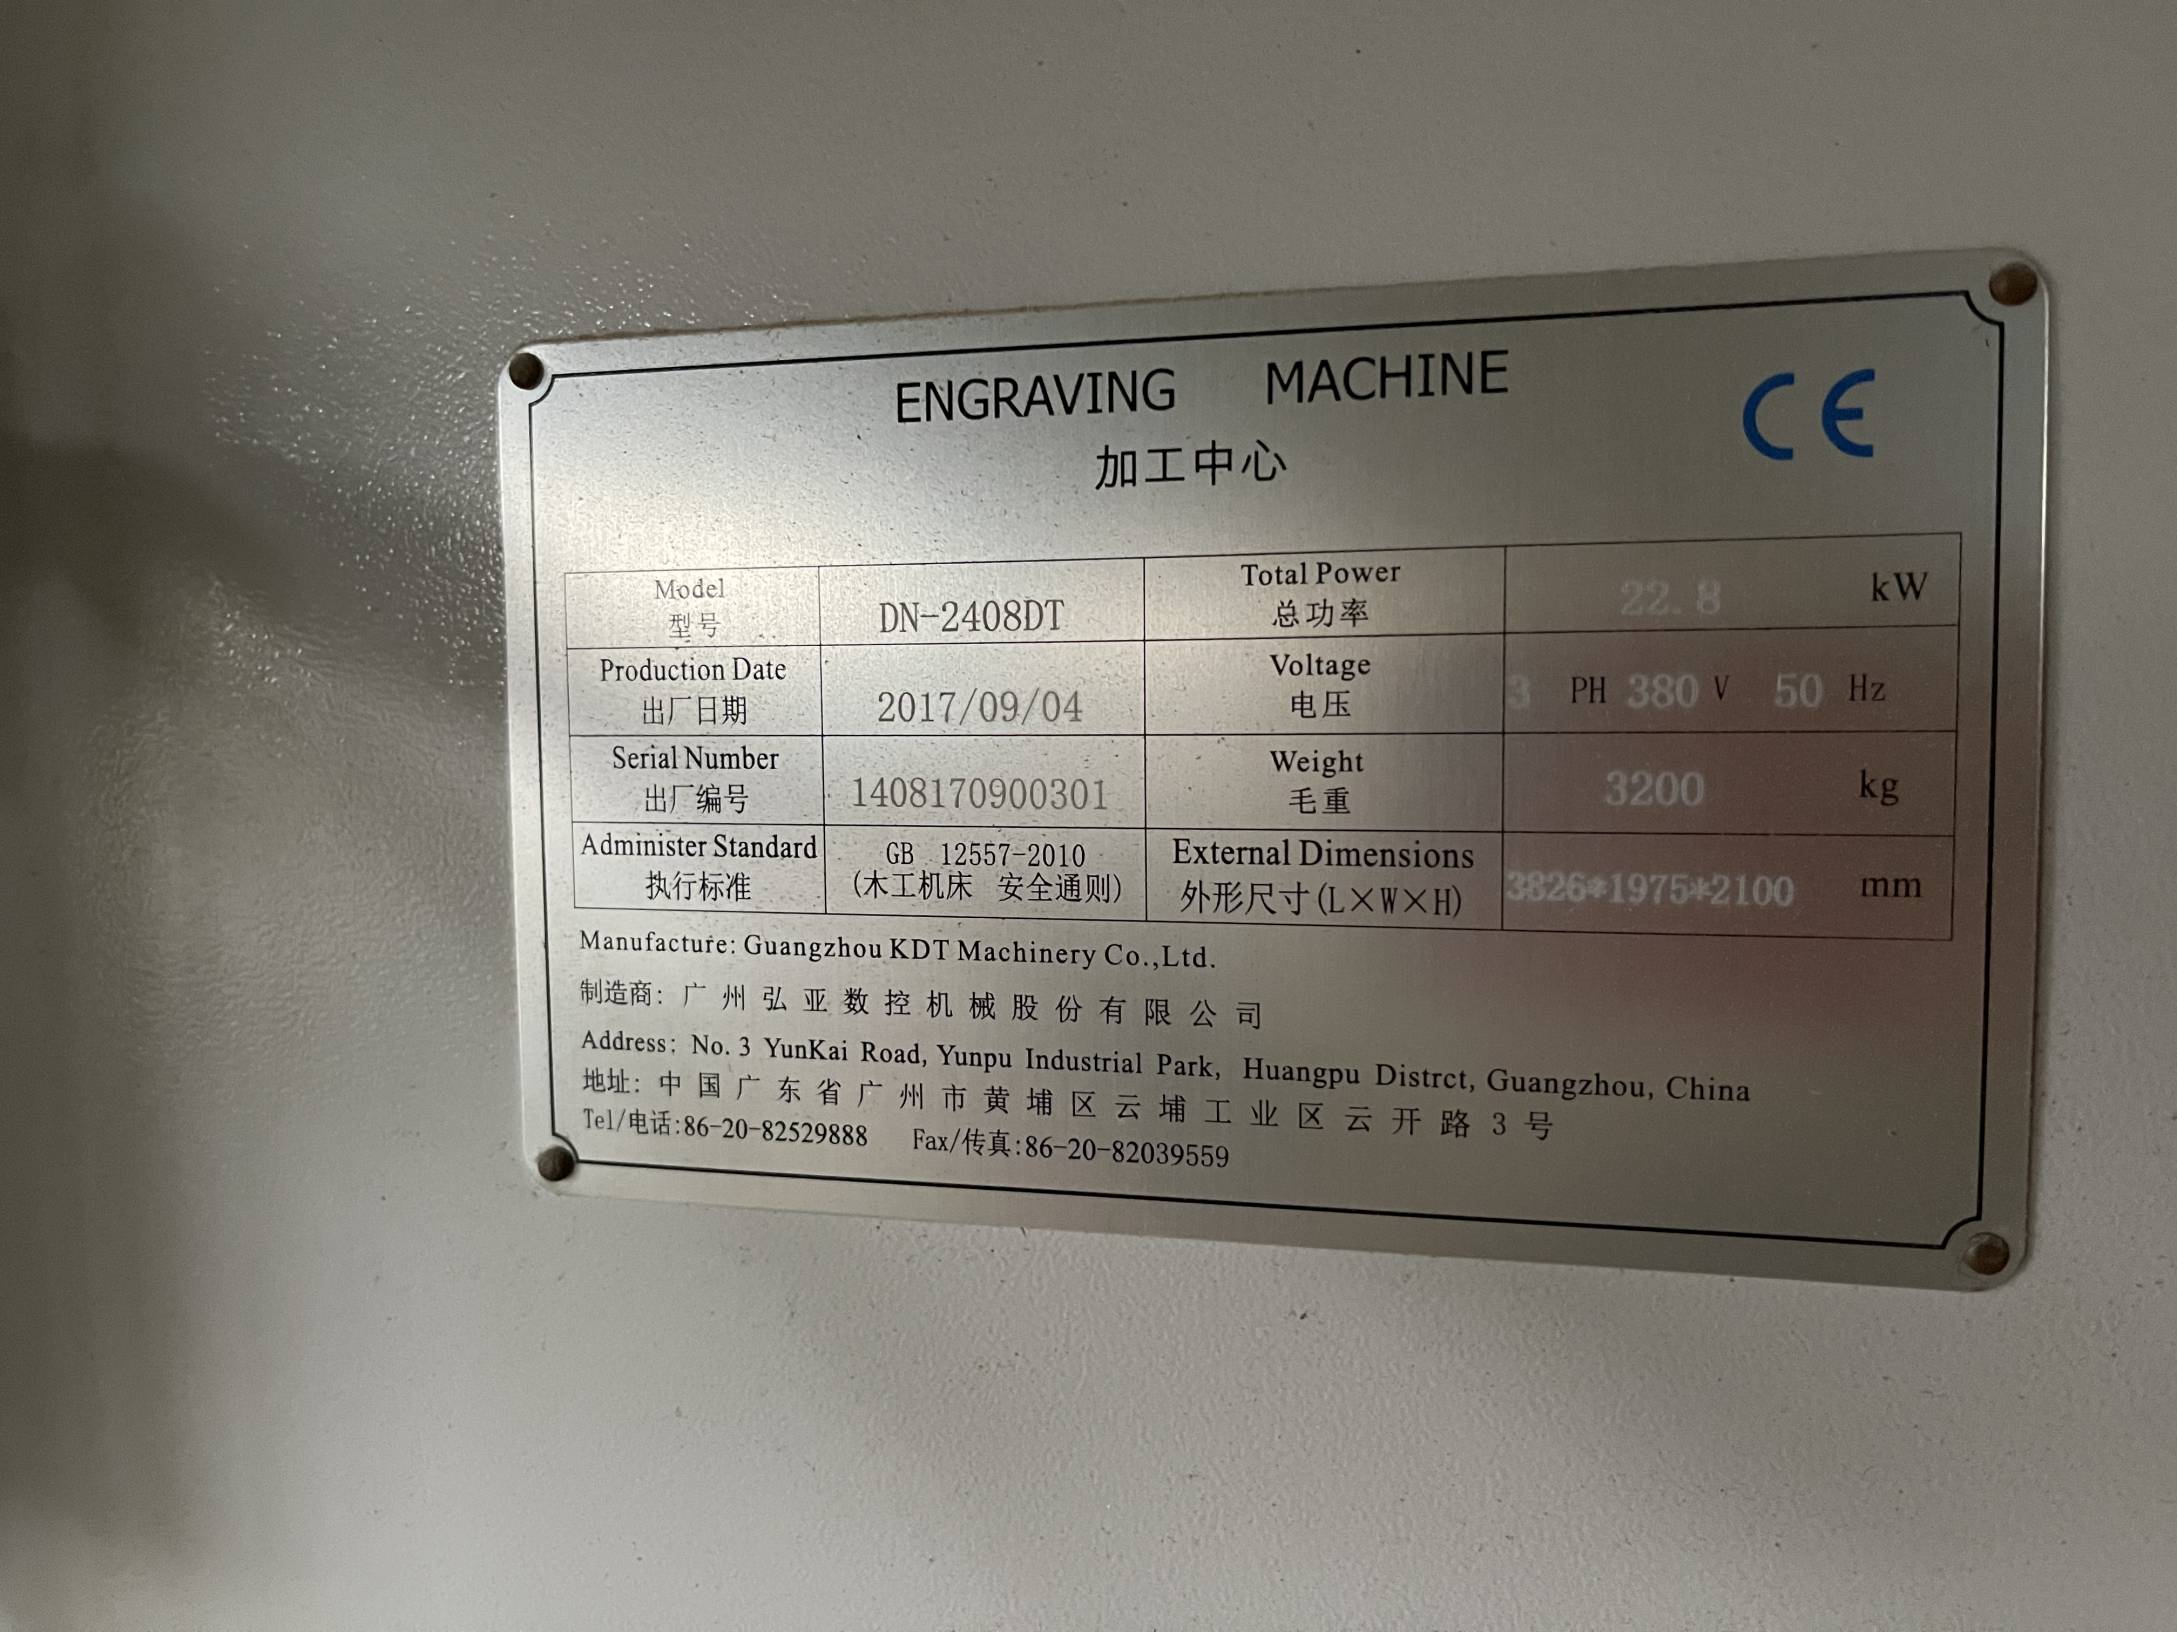 ENGRAVING MACHINE
CE
加工中心
Model
型号
DN-2408DT
Total Power
总功率
22.8 kW
Production Date
出厂日期
2017/09/04
Voltage
电压
3 PH 380 V 50 Hz
Serial Number
出厂编号
1408170900301
Weight
毛重
3200 kg
Administer Standard
执行标准
GB 12557-2010
(木工机床 安全通则)
External Dimensions
外形尺寸(L×W×H)
3826*1975*2100 mm
Manufacture: Guangzhou KDT Machinery Co.,Ltd.
制造商: 广州弘亚数控机械股份有限公司
Address: No. 3 YunKai Road, Yunpu Industrial Park, Huangpu Distrct, Guangzhou, China
地址: 中国广东省广州市黄埔区云埔工业区云开路3号
Tel/电话:86-20-82529888 Fax/传真:86-20-82039559